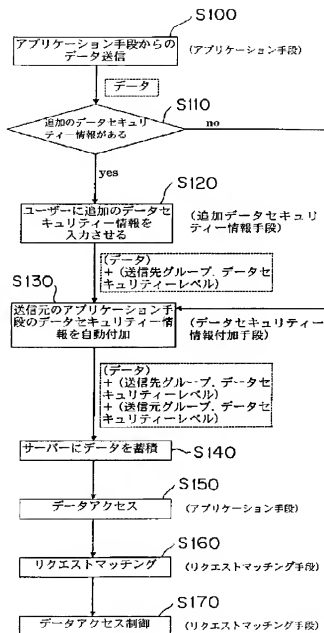 S100
アプリケーション手段からの
データ送信
(アプリケーション手段)
データ
S110
追加のデータセキュリ
ティー情報がある
no
yes
S120
ユーザーに追加のデータセ
キュリティー情報を
入力させる
(追加データセキュリ
ティー情報手段)
(データ)
+ (送信先グループ、データセ
キュリティーレベル)
S130
送信元のアプリケーション手
段のデータセキュリティー情
報を自動付加
(データセキュリティー
情報付加手段)
(データ)
+ (送信先グループ、データセ
キュリティーレベル)
+ (送信元グループ、データセ
キュリティーレベル)
サーバーにデータを蓄積
S140
S150
データアクセス
(アプリケーション手段)
S160
リクエストマッチング
(リクエストマッチング手段)
S170
データアクセス制御
(リクエストマッチング手段)